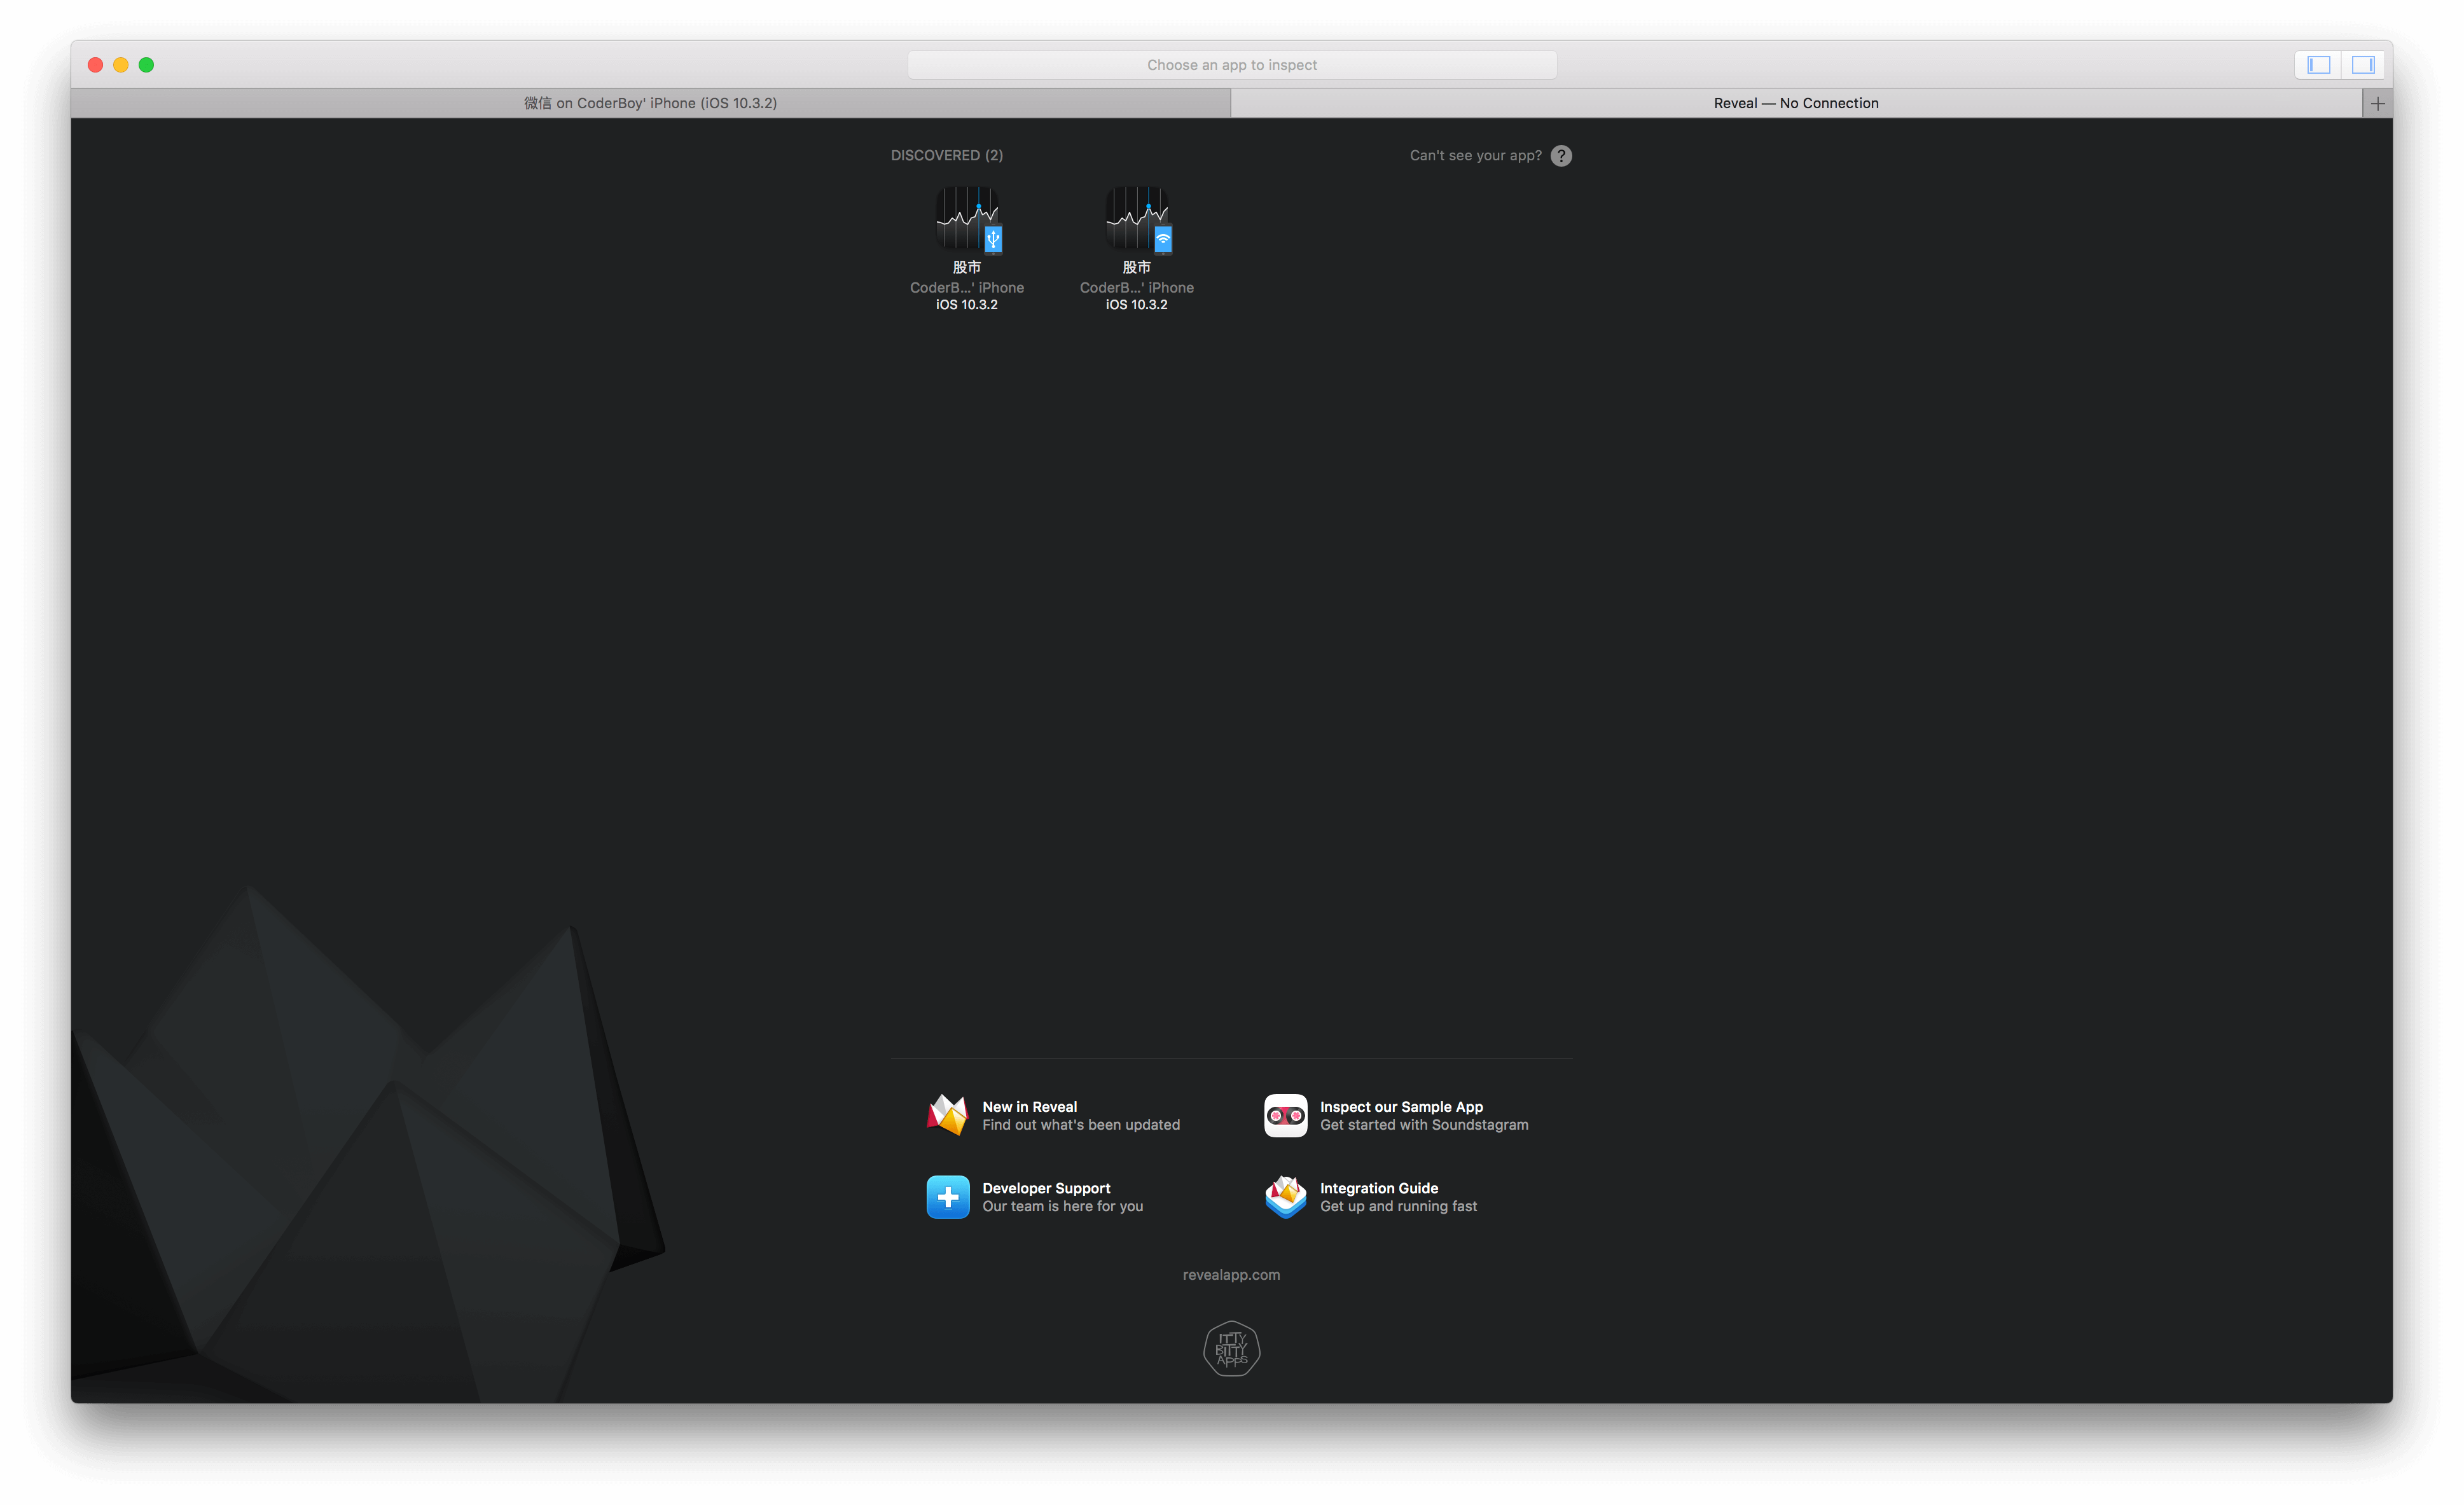 Choose an app to inspect
微信 on CoderBoy' iPhone (iOS 10.3.2)
Reveal — No Connection
DISCOVERED (2)
Can't see your app?
?
股市
CoderB...' iPhone
iOS 10.3.2
股市
CoderB...' iPhone
iOS 10.3.2
New in Reveal
Find out what's been updated
Inspect our Sample App
Get started with Soundstagram
Developer Support
Our team is here for you
Integration Guide
Get up and running fast
revealapp.com
ITTY
BITTY
APPS